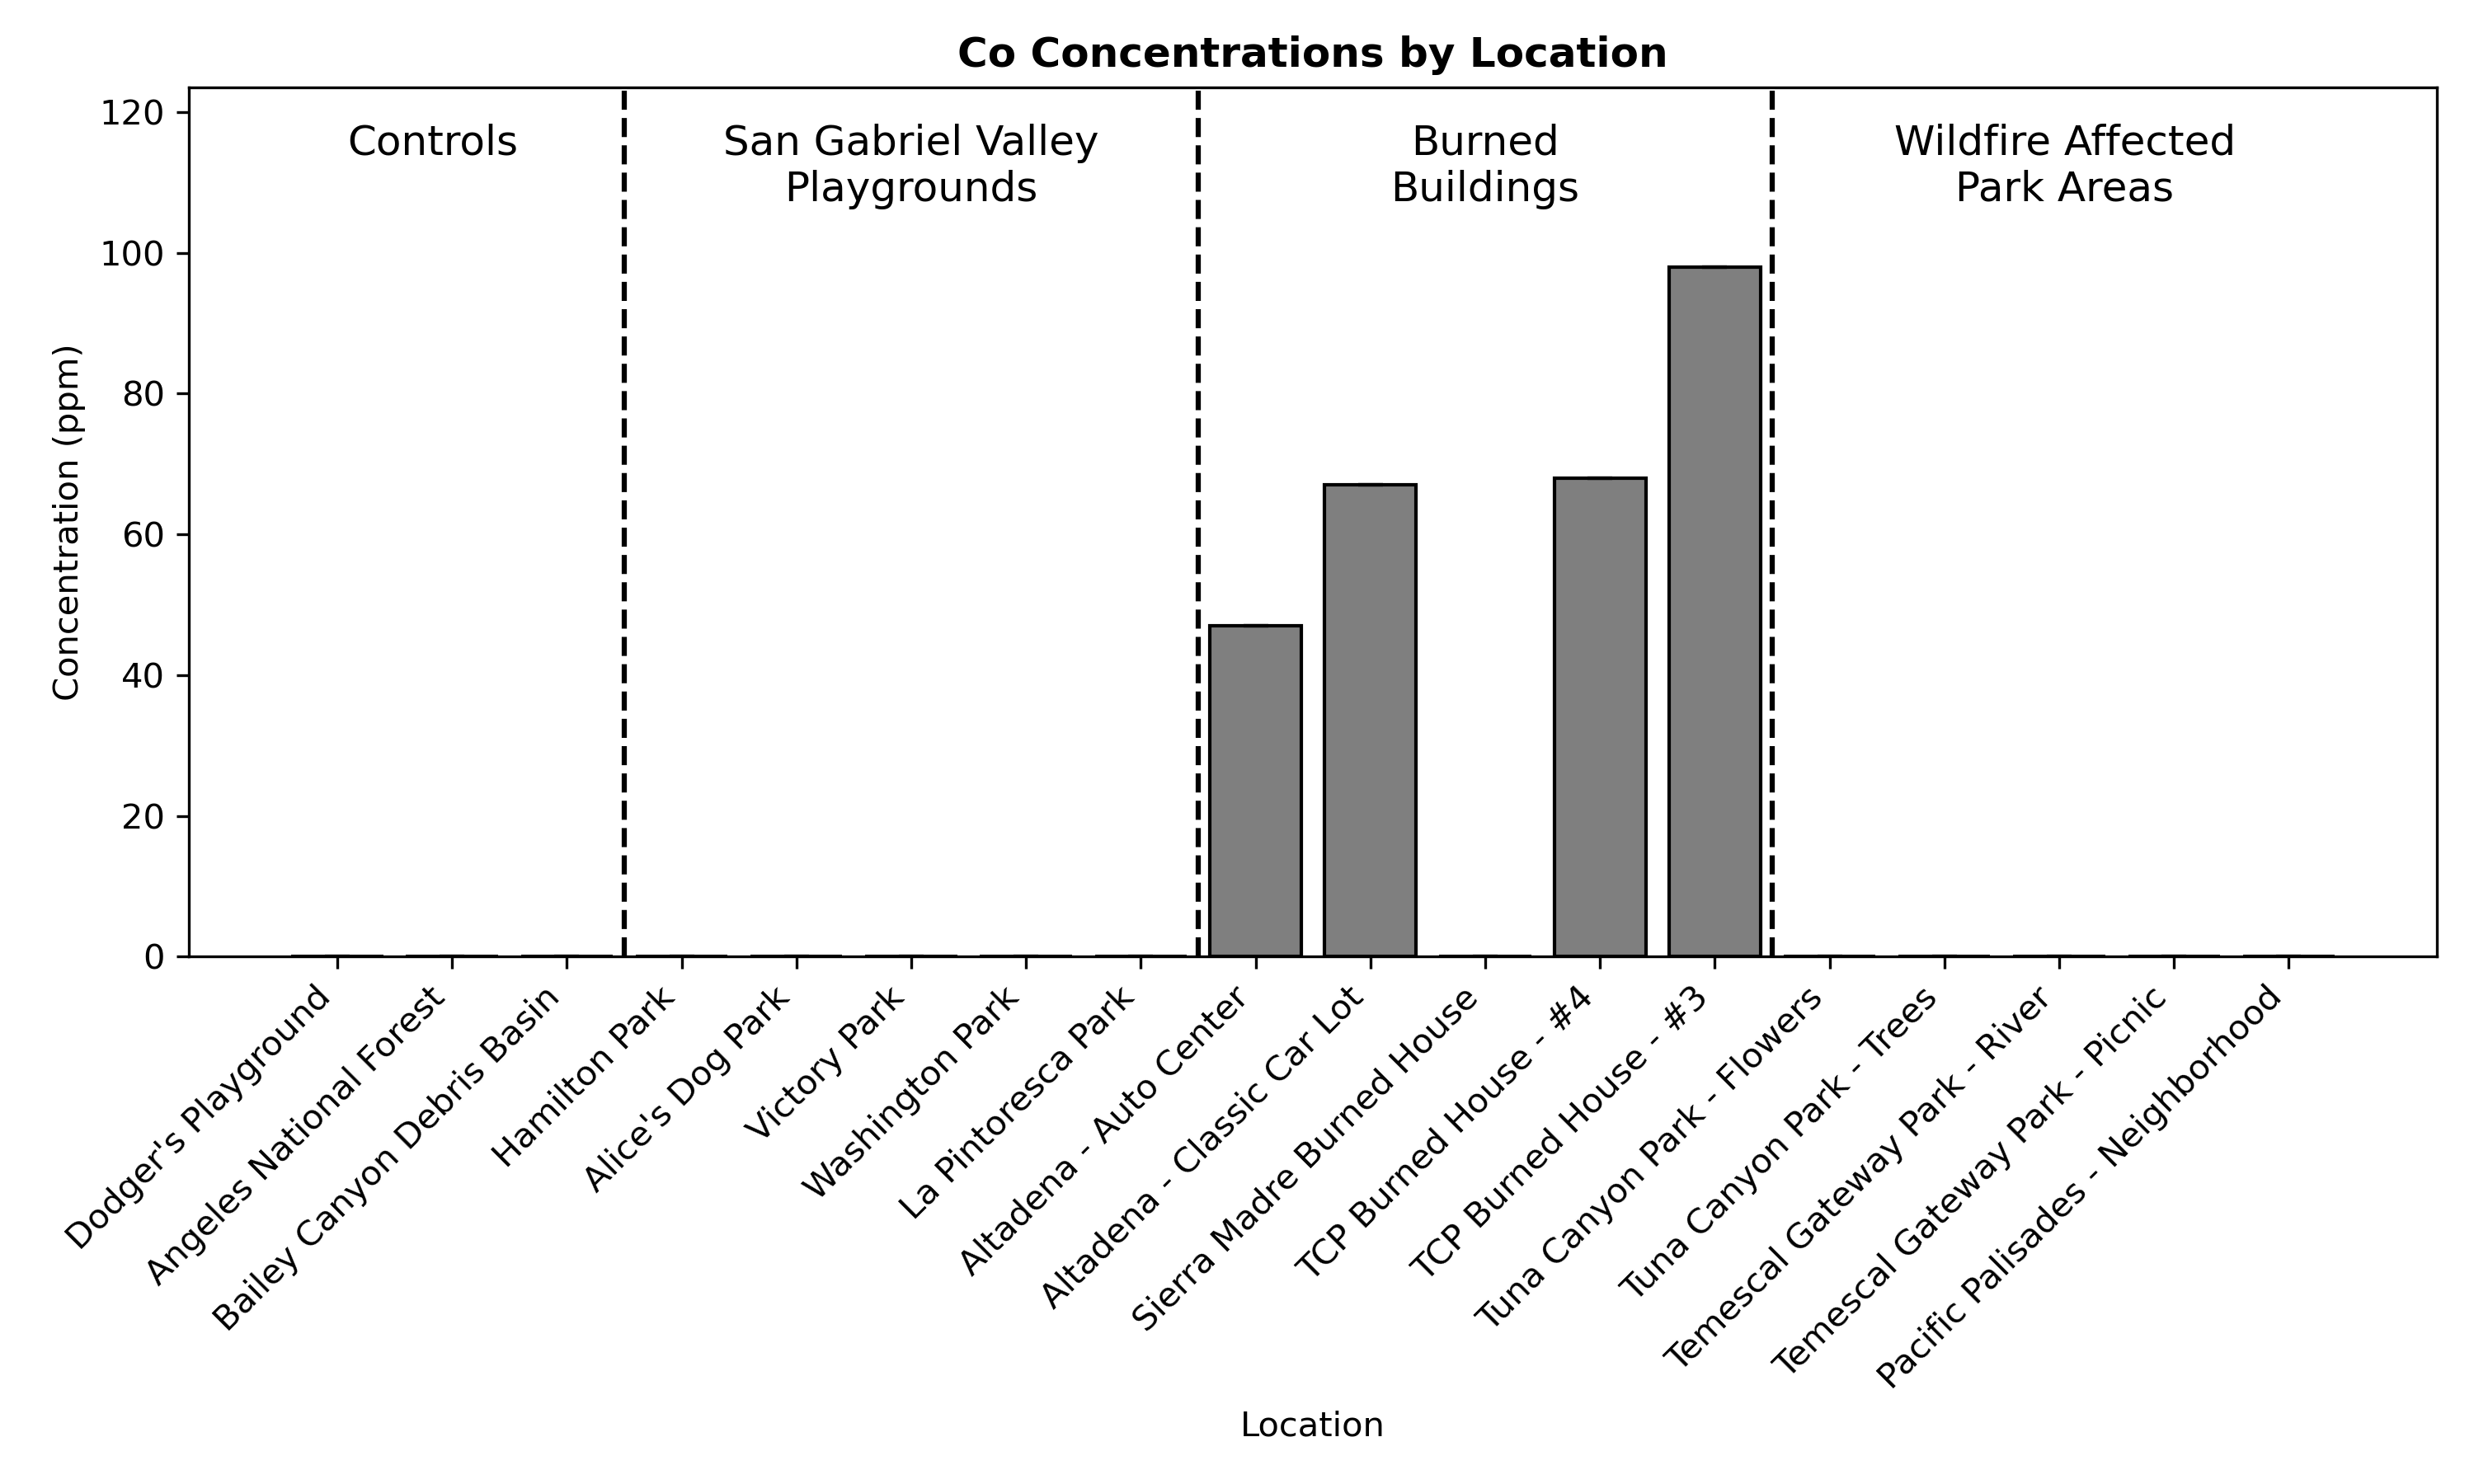 Co Concentrations by Location
Controls
San Gabriel Valley
Playgrounds
Burned
Buildings
Wildfire Affected
Park Areas
Concentration (ppm)
120
100
80
60
40
20
0
Dodger's Playground
Angeles National Forest
Bailey Canyon Debris Basin
Hamilton Park
Alice's Dog Park
Victory Park
Washington Park
La Pintoresca Park
Altadena - Auto Center
Altadena - Classic Car Lot
Sierra Madre Burned House
TCP Burned House - #4
TCP Burned House - #3
Tuna Canyon Park - Flowers
Tuna Canyon Park - Trees
Temescal Gateway Park - River
Temescal Gateway Park - Picnic
Pacific Palisades - Neighborhood
Location